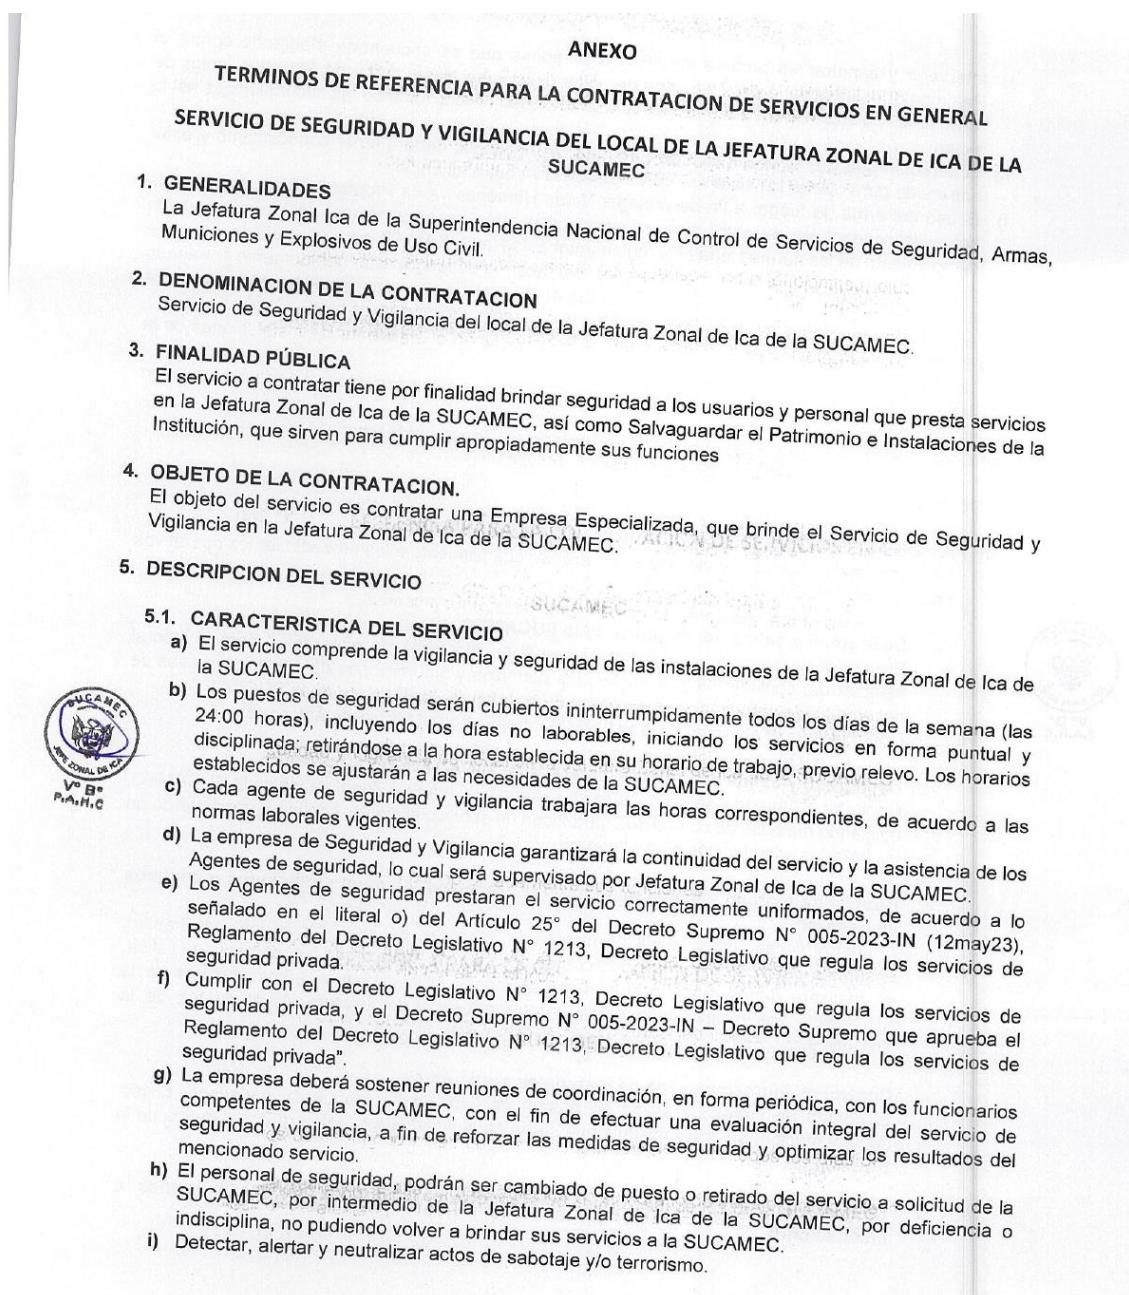 ANEXO
TERMINOS DE REFERENCIA PARA LA CONTRATACION DE SERVICIOS EN GENERAL
SERVICIO DE SEGURIDAD Y VIGILANCIA DEL LOCAL DE LA JEFATURA ZONAL DE ICA DE LA
SUCAMEC
1. GENERALIDADES
La Jefatura Zonal Ica de la Superintendencia Nacional de Control de Servicios de Seguridad, Armas,
Municiones y Explosivos de Uso Civil.
2. DENOMINACION DE LA CONTRATACION
Servicio de Seguridad y Vigilancia del local de la Jefatura Zonal de Ica de la SUCAMEC.
3. FINALIDAD PÚBLICA
El servicio a contratar tiene por finalidad brindar seguridad a los usuarios y personal que presta servicios
en la Jefatura Zonal de Ica de la SUCAMEC, así como Salvaguardar el Patrimonio e Instalaciones de la
Institución, que sirven para cumplir apropiadamente sus funciones
4. OBJETO DE LA CONTRATACION.
El objeto del servicio es contratar una Empresa Especializada, que brinde el Servicio de Seguridad y
Vigilancia en la Jefatura Zonal de Ica de la SUCAMEC.
5. DESCRIPCION DEL SERVICIO
5.1. CARACTERISTICA DEL SERVICIO
a) El servicio comprende la vigilancia y seguridad de las instalaciones de la Jefatura Zonal de Ica de
la SUCAMEC.
b) Los puestos de seguridad serán cubiertos ininterrumpidamente todos los días de la semana (las
24:00 horas), incluyendo los días no laborables, iniciando los servicios en forma puntual y
disciplinada; retirándose a la hora establecida en su horario de trabajo, previo relevo. Los horarios
establecidos se ajustarán a las necesidades de la SUCAMEC.
c) Cada agente de seguridad y vigilancia trabajara las horas correspondientes, de acuerdo a las
normas laborales vigentes.
d) La empresa de Seguridad y Vigilancia garantizará la continuidad del servicio y la asistencia de los
Agentes de seguridad, lo cual será supervisado por Jefatura Zonal de Ica de la SUCAMEC.
e) Los Agentes de seguridad prestaran el servicio correctamente uniformados, de acuerdo a lo
señalado en el literal o) del Artículo 25° del Decreto Supremo N° 005-2023-IN (12may23),
Reglamento del Decreto Legislativo N° 1213, Decreto Legislativo que regula los servicios de
seguridad privada.
f) Cumplir con el Decreto Legislativo N° 1213, Decreto Legislativo que regula los servicios de
seguridad privada, y el Decreto Supremo N° 005-2023-IN – Decreto Supremo que aprueba el
Reglamento del Decreto Legislativo N° 1213, Decreto Legislativo que regula los servicios de
seguridad privada".
g) La empresa deberá sostener reuniones de coordinación, en forma periódica, con los funcionarios
competentes de la SUCAMEC, con el fin de efectuar una evaluación integral del servicio de
seguridad y vigilancia, a fin de reforzar las medidas de seguridad y optimizar los resultados del
mencionado servicio.
h) El personal de seguridad, podrán ser cambiado de puesto o retirado del servicio a solicitud de la
SUCAMEC, por intermedio de la Jefatura Zonal de Ica de la SUCAMEC, por deficiencia o
indisciplina, no pudiendo volver a brindar sus servicios a la SUCAMEC.
i) Detectar, alertar y neutralizar actos de sabotaje y/o terrorismo.
SUCAMEC
JEFE ZONAL DE ICA
V° B°
P.A.H.C